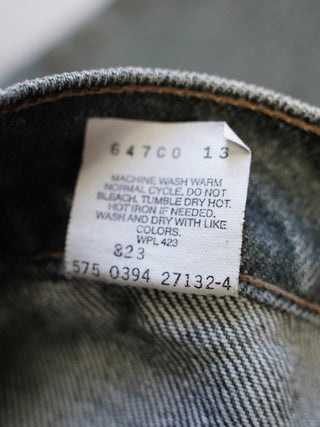 647C0 13
MACHINE WASH WARM
NORMAL CYCLE. DO NOT
BLEACH. TUMBLE DRY HOT.
HOT IRON IF NEEDED.
WASH AND DRY WITH LIKE
COLORS.
WPL 423
823
575 0394 27132-4